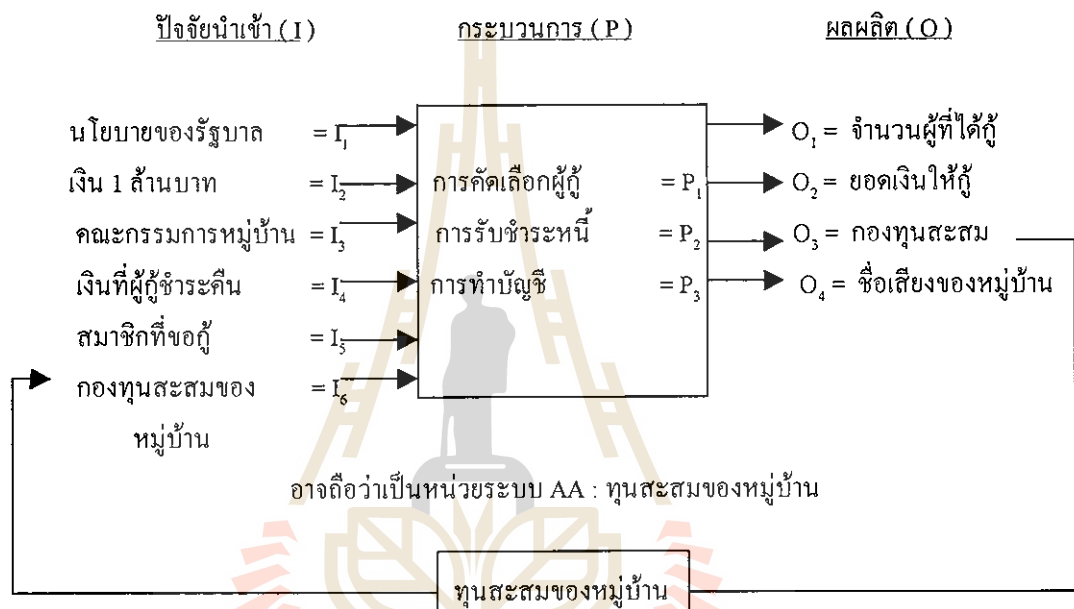 ปัจจัยนำเข้า ( I ) กระบวนการ ( P ) ผลผลิต ( O )
นโยบายของรัฐบาล = I₁ O₁ = จำนวนผู้ที่ได้กู้
เงิน 1 ล้านบาท = I₂ การคัดเลือกผู้กู้ = P₁ O₂ = ยอดเงินให้กู้
คณะกรรมการหมู่บ้าน = I₃ การรับชำระหนี้ = P₂ O₃ = กองทุนสะสม
เงินที่ผู้กู้ชำระคืน = I₄ การทำบัญชี = P₃ O₄ = ชื่อเสียงของหมู่บ้าน
สมาชิกที่ขอกู้ = I₅
กองทุนสะสมของ = I₆
หมู่บ้าน
อาจถือว่าเป็นหน่วยระบบ AA : ทุนสะสมของหมู่บ้าน
ทุนสะสมของหมู่บ้าน